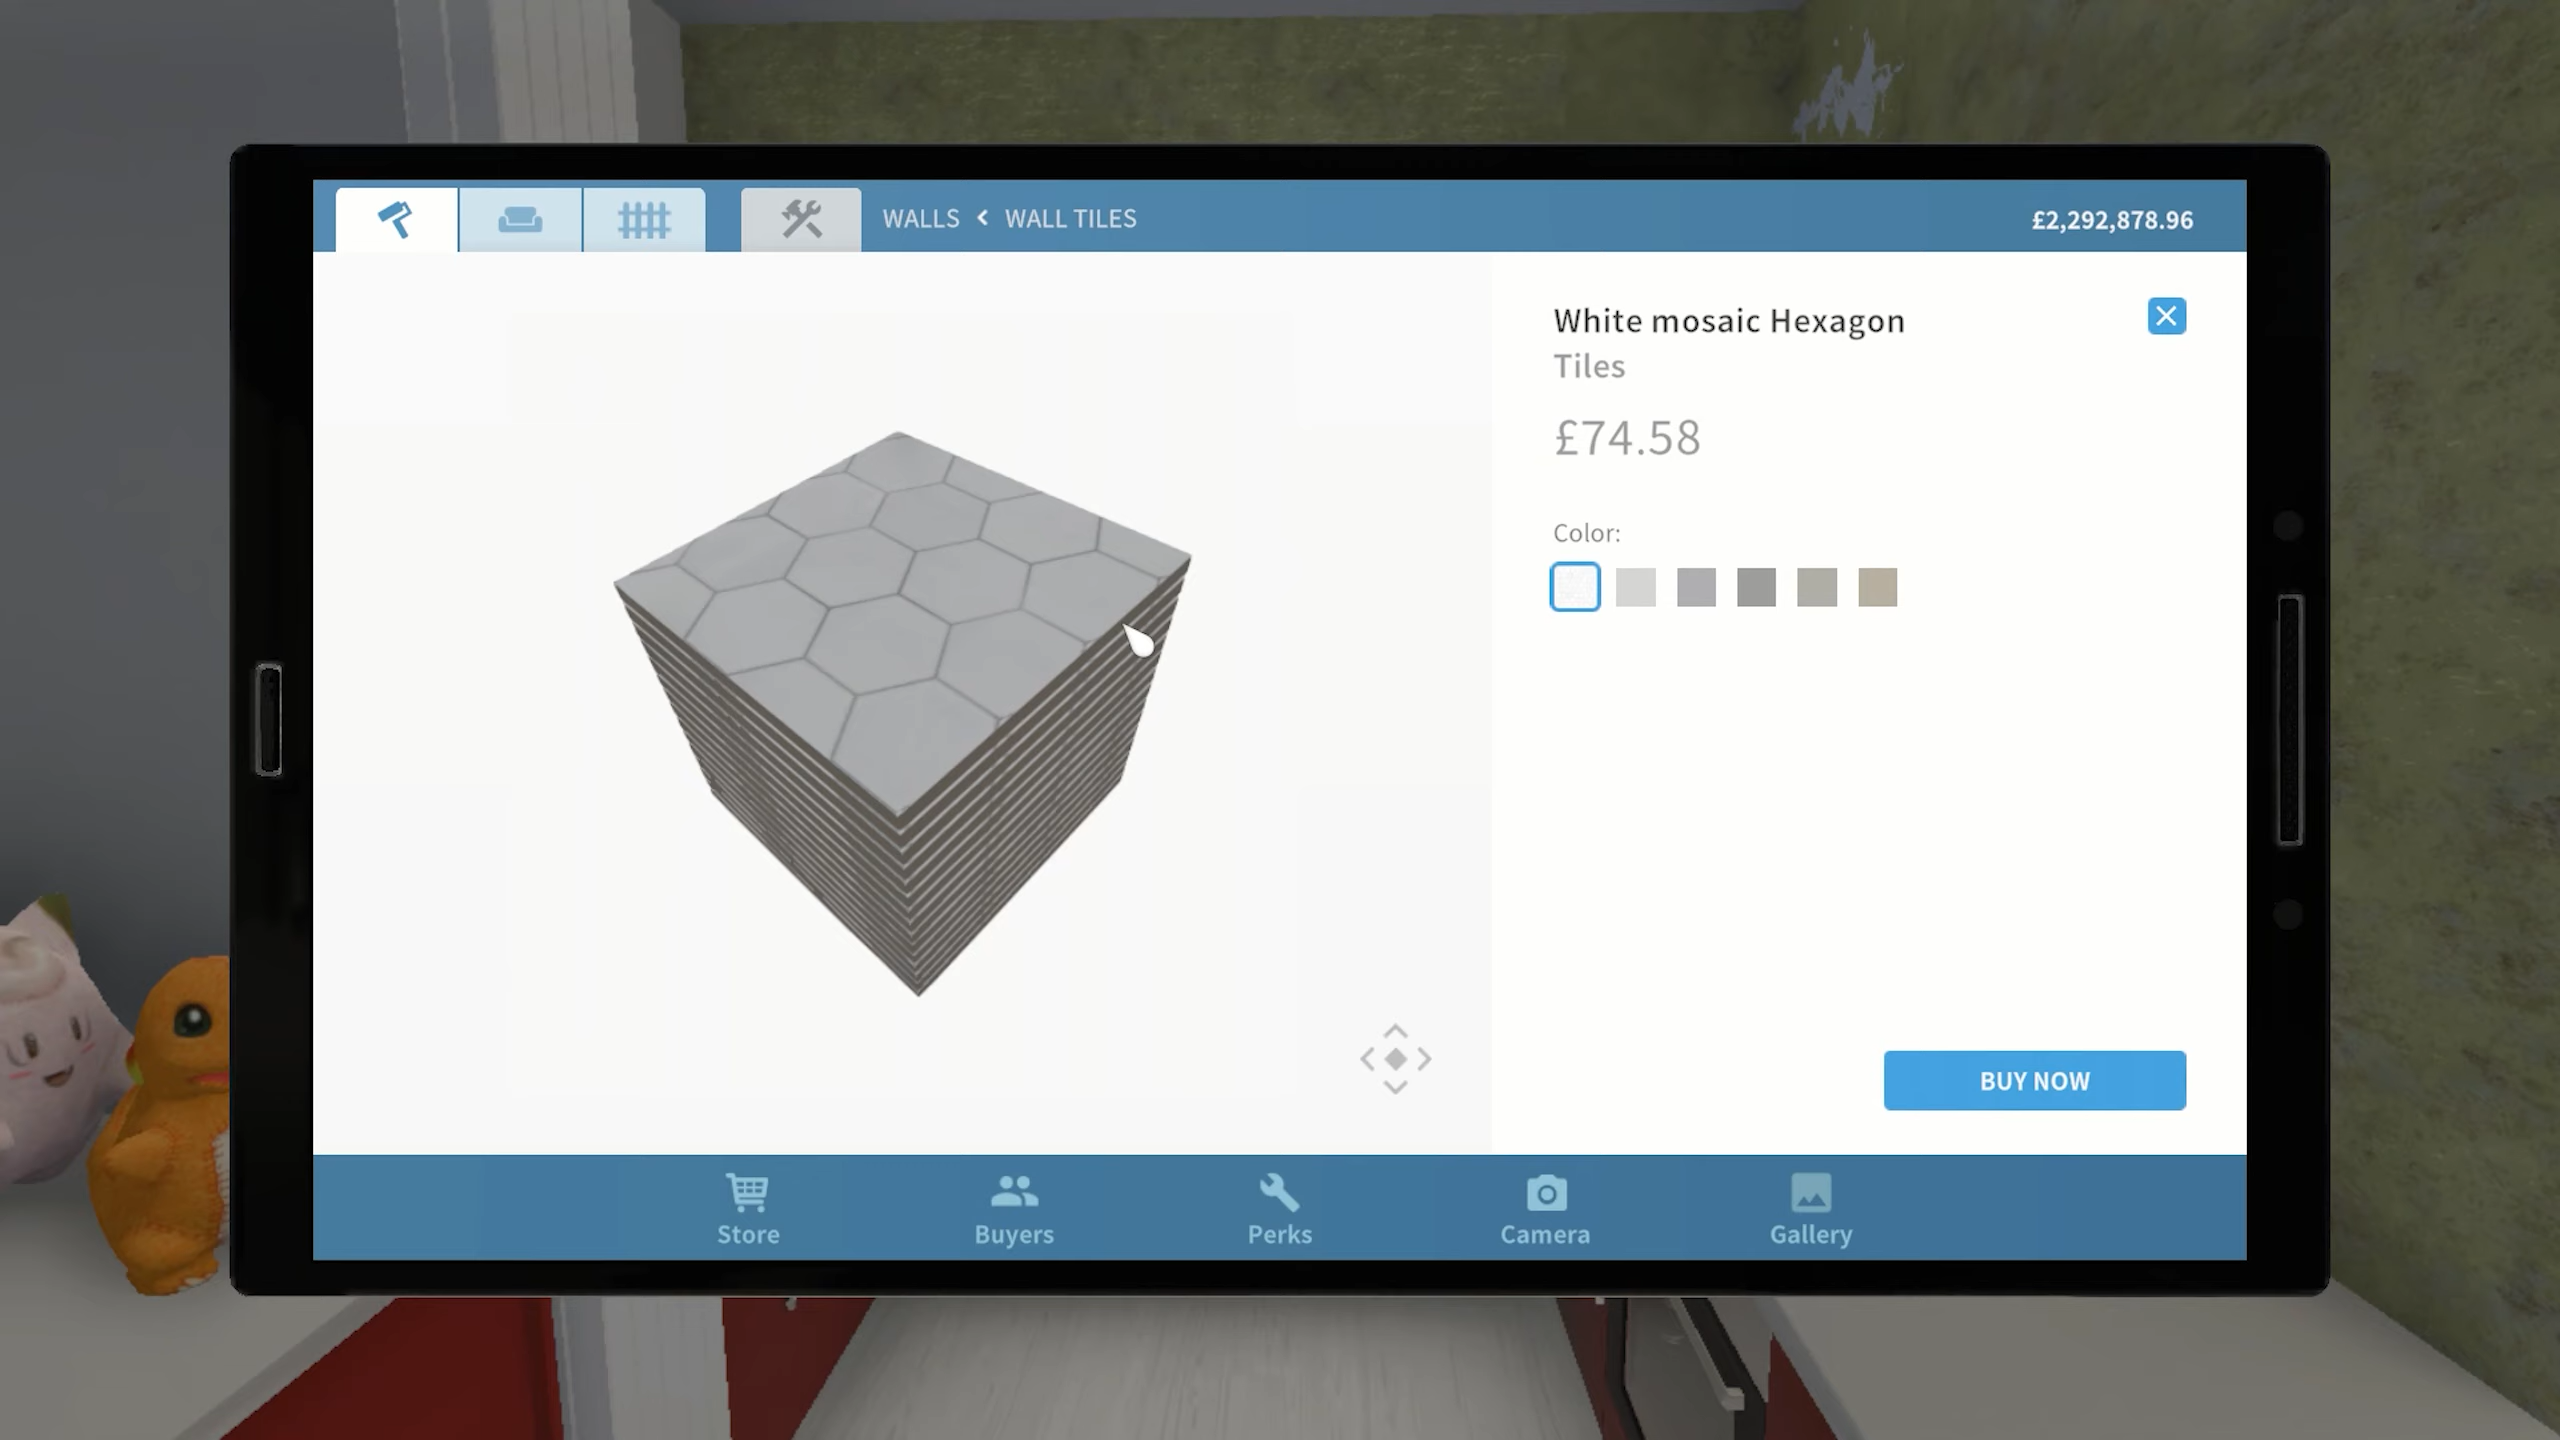 WALLS < WALL TILES
£2,292,878.96
White mosaic Hexagon
Tiles
£74.58
Color:
BUY NOW
Store
Buyers
Perks
Camera
Gallery